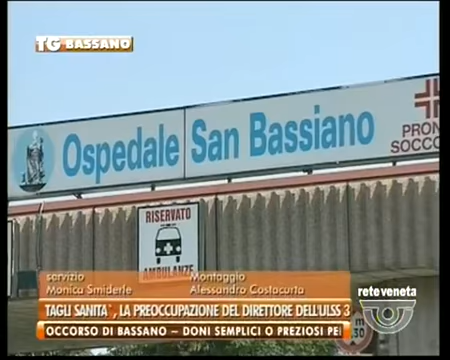 TG BASSANO
Ospedale San Bassiano
PRON
SOCCO
RISERVATO
AMBULANZE
servizio
Monica Smiderle
Montaggio
Alessandro Costacurta
TAGLI SANITA`, LA PREOCCUPAZIONE DEL DIRETTORE DELL'ULSS 3
reteveneta
OCCORSO DI BASSANO ~ DONI SEMPLICI O PREZIOSI PE